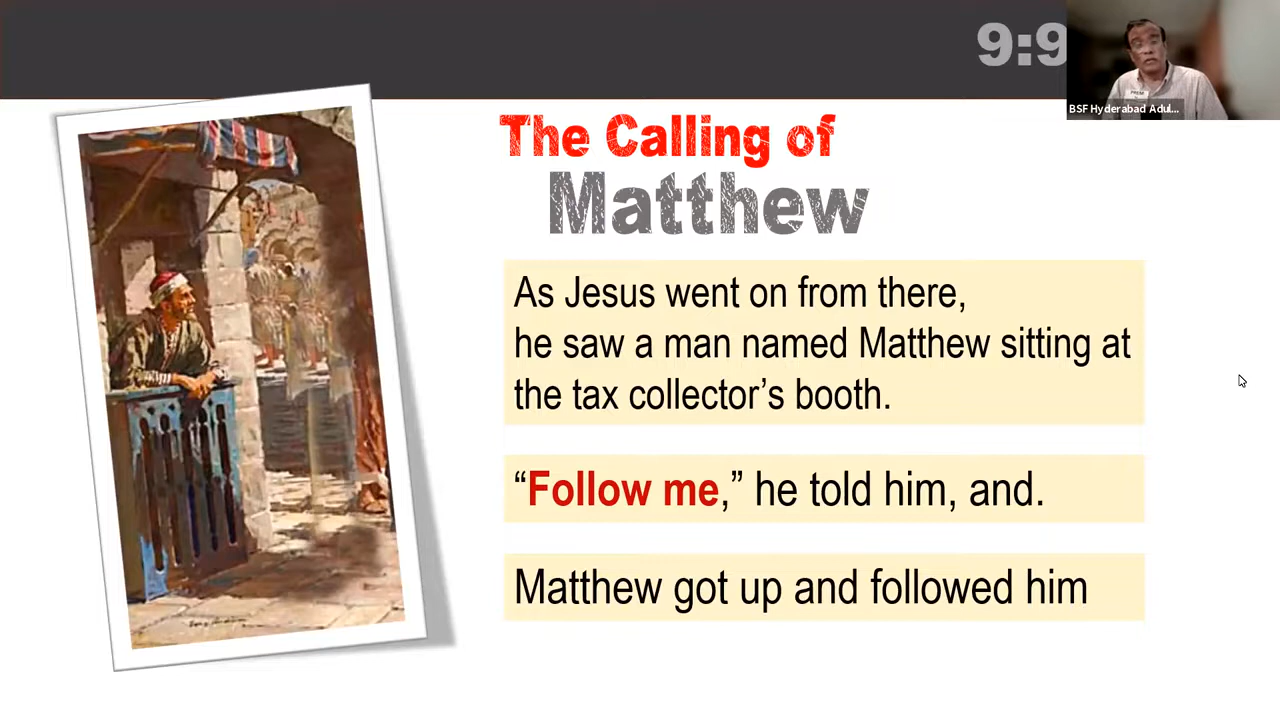 9:9
BSF Hyderabad Adul...
The Calling of
Matthew
As Jesus went on from there,
he saw a man named Matthew sitting at
the tax collector’s booth.
“Follow me,” he told him, and.
Matthew got up and followed him